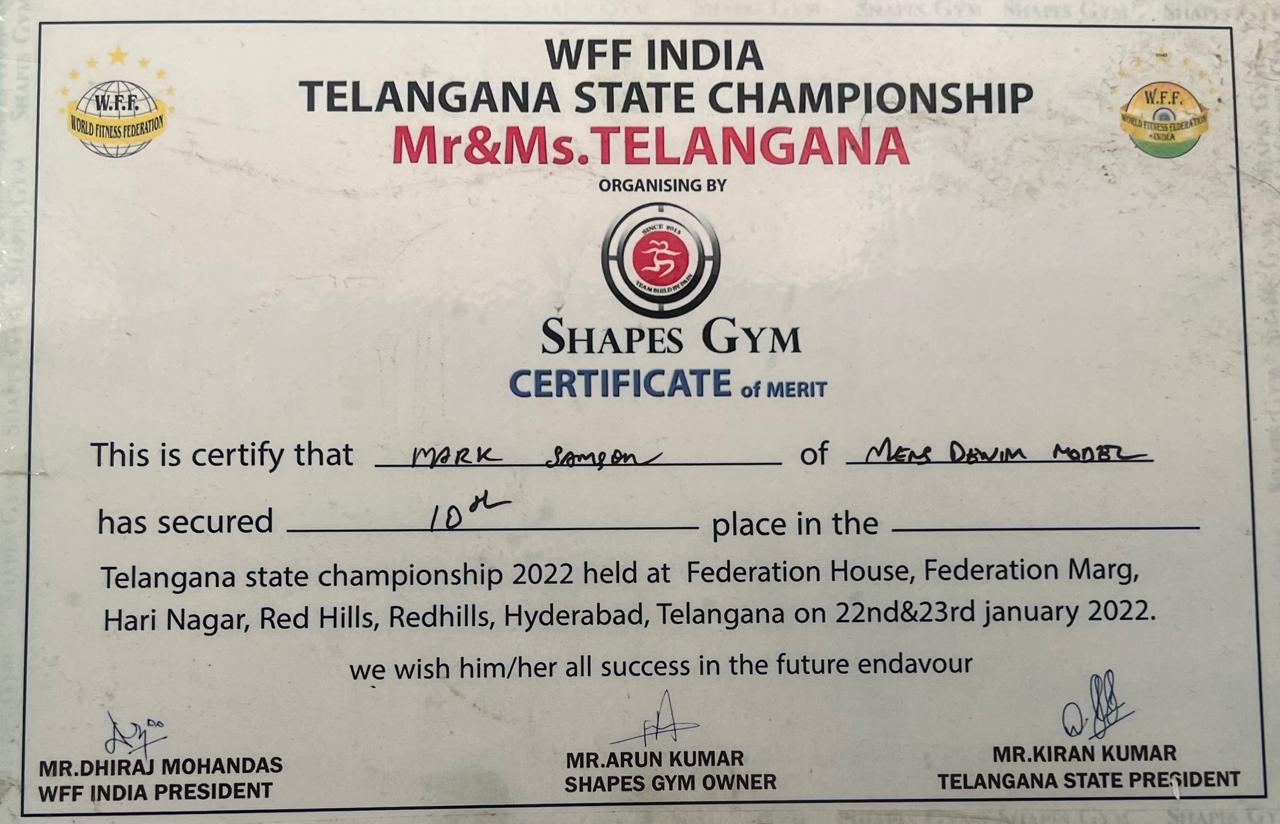 WFF INDIA
TELANGANA STATE CHAMPIONSHIP
Mr&Ms.TELANGANA
W.F.F.
WORLD FITNESS FEDERATION
W.F.F.
WORLD FITNESS FEDERATION
INDIA
ORGANISING BY
SINCE 2013
TEAM BUILD BY PAIN
SHAPES GYM
CERTIFICATE of MERIT
This is certify that MARK SAMSON of MENS DENIM MODEL
has secured 10th place in the
Telangana state championship 2022 held at Federation House, Federation Marg,
Hari Nagar, Red Hills, Redhills, Hyderabad, Telangana on 22nd&23rd january 2022.
we wish him/her all success in the future endavour
MR.DHIRAJ MOHANDAS
WFF INDIA PRESIDENT
MR.ARUN KUMAR
SHAPES GYM OWNER
MR.KIRAN KUMAR
TELANGANA STATE PRESIDENT